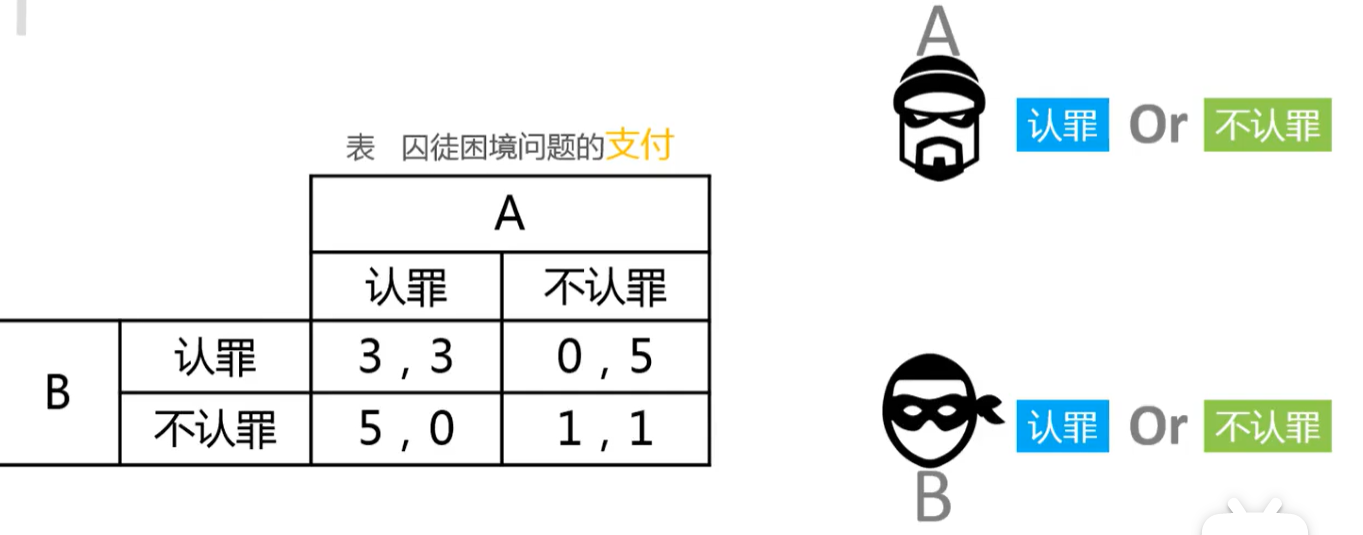 表 囚徒困境问题的支付
A
认罪 不认罪
B
认罪 3 , 3 0 , 5
不认罪 5 , 0 1 , 1
A
认罪 Or 不认罪
认罪 Or 不认罪
B